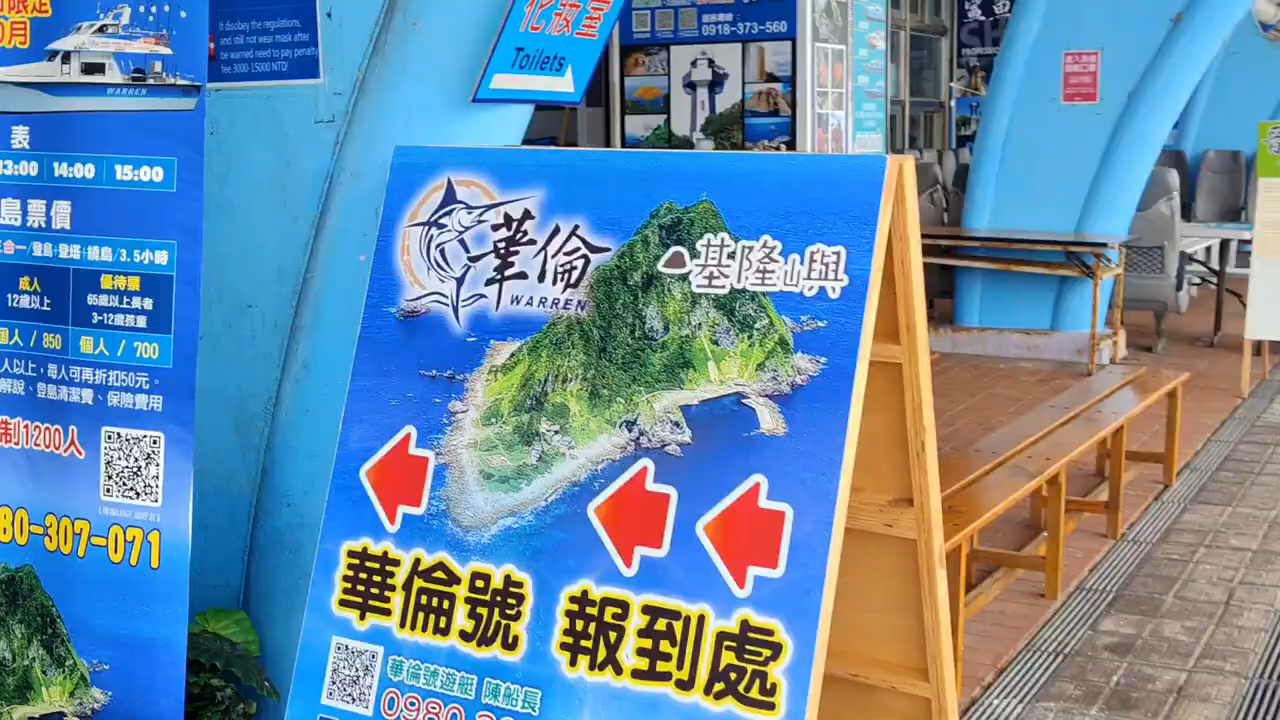 If disobey the regulations,
and still not wear mask after
be warned need to pay penalty
fee 3000-15000 NTD!
WARREN
表
13:00 14:00 15:00
島票價
合一/登島+登塔+繞島/3.5小時
成人
12歲以上
優待票
65歲以上長者
3-12歲孩童
個人 / 850
個人 / 700
人以上，每人可再折扣50元。
解說、登島清潔費、保險費用
制1200人
80-307-071
化妝室
Toilets
0918-373-560
華倫
WARREN
基隆山與
華倫號 報到處
華倫號遊艇 陳船長
0980